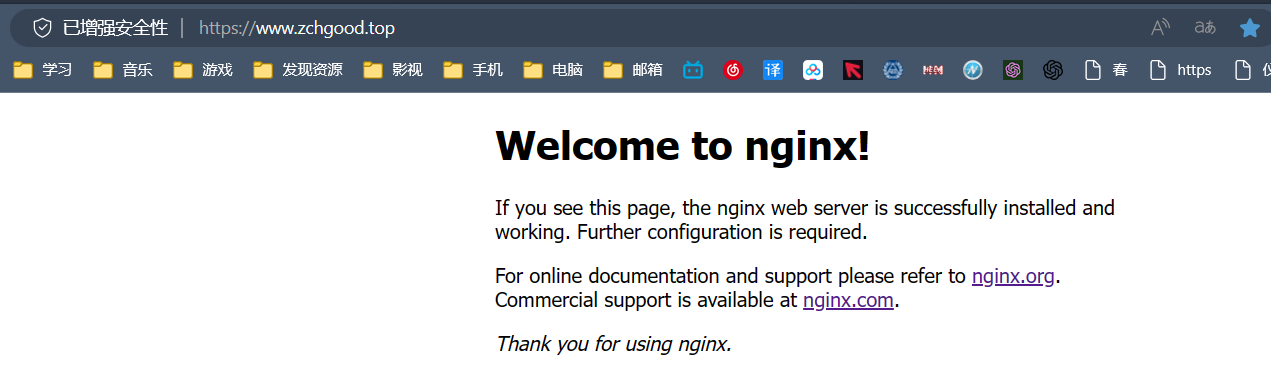 已增强安全性 https://www.zchgood.top
学习 音乐 游戏 发现资源 影视 手机 电脑 邮箱 译 春 https
Welcome to nginx!
If you see this page, the nginx web server is successfully installed and
working. Further configuration is required.
For online documentation and support please refer to nginx.org.
Commercial support is available at nginx.com.
Thank you for using nginx.